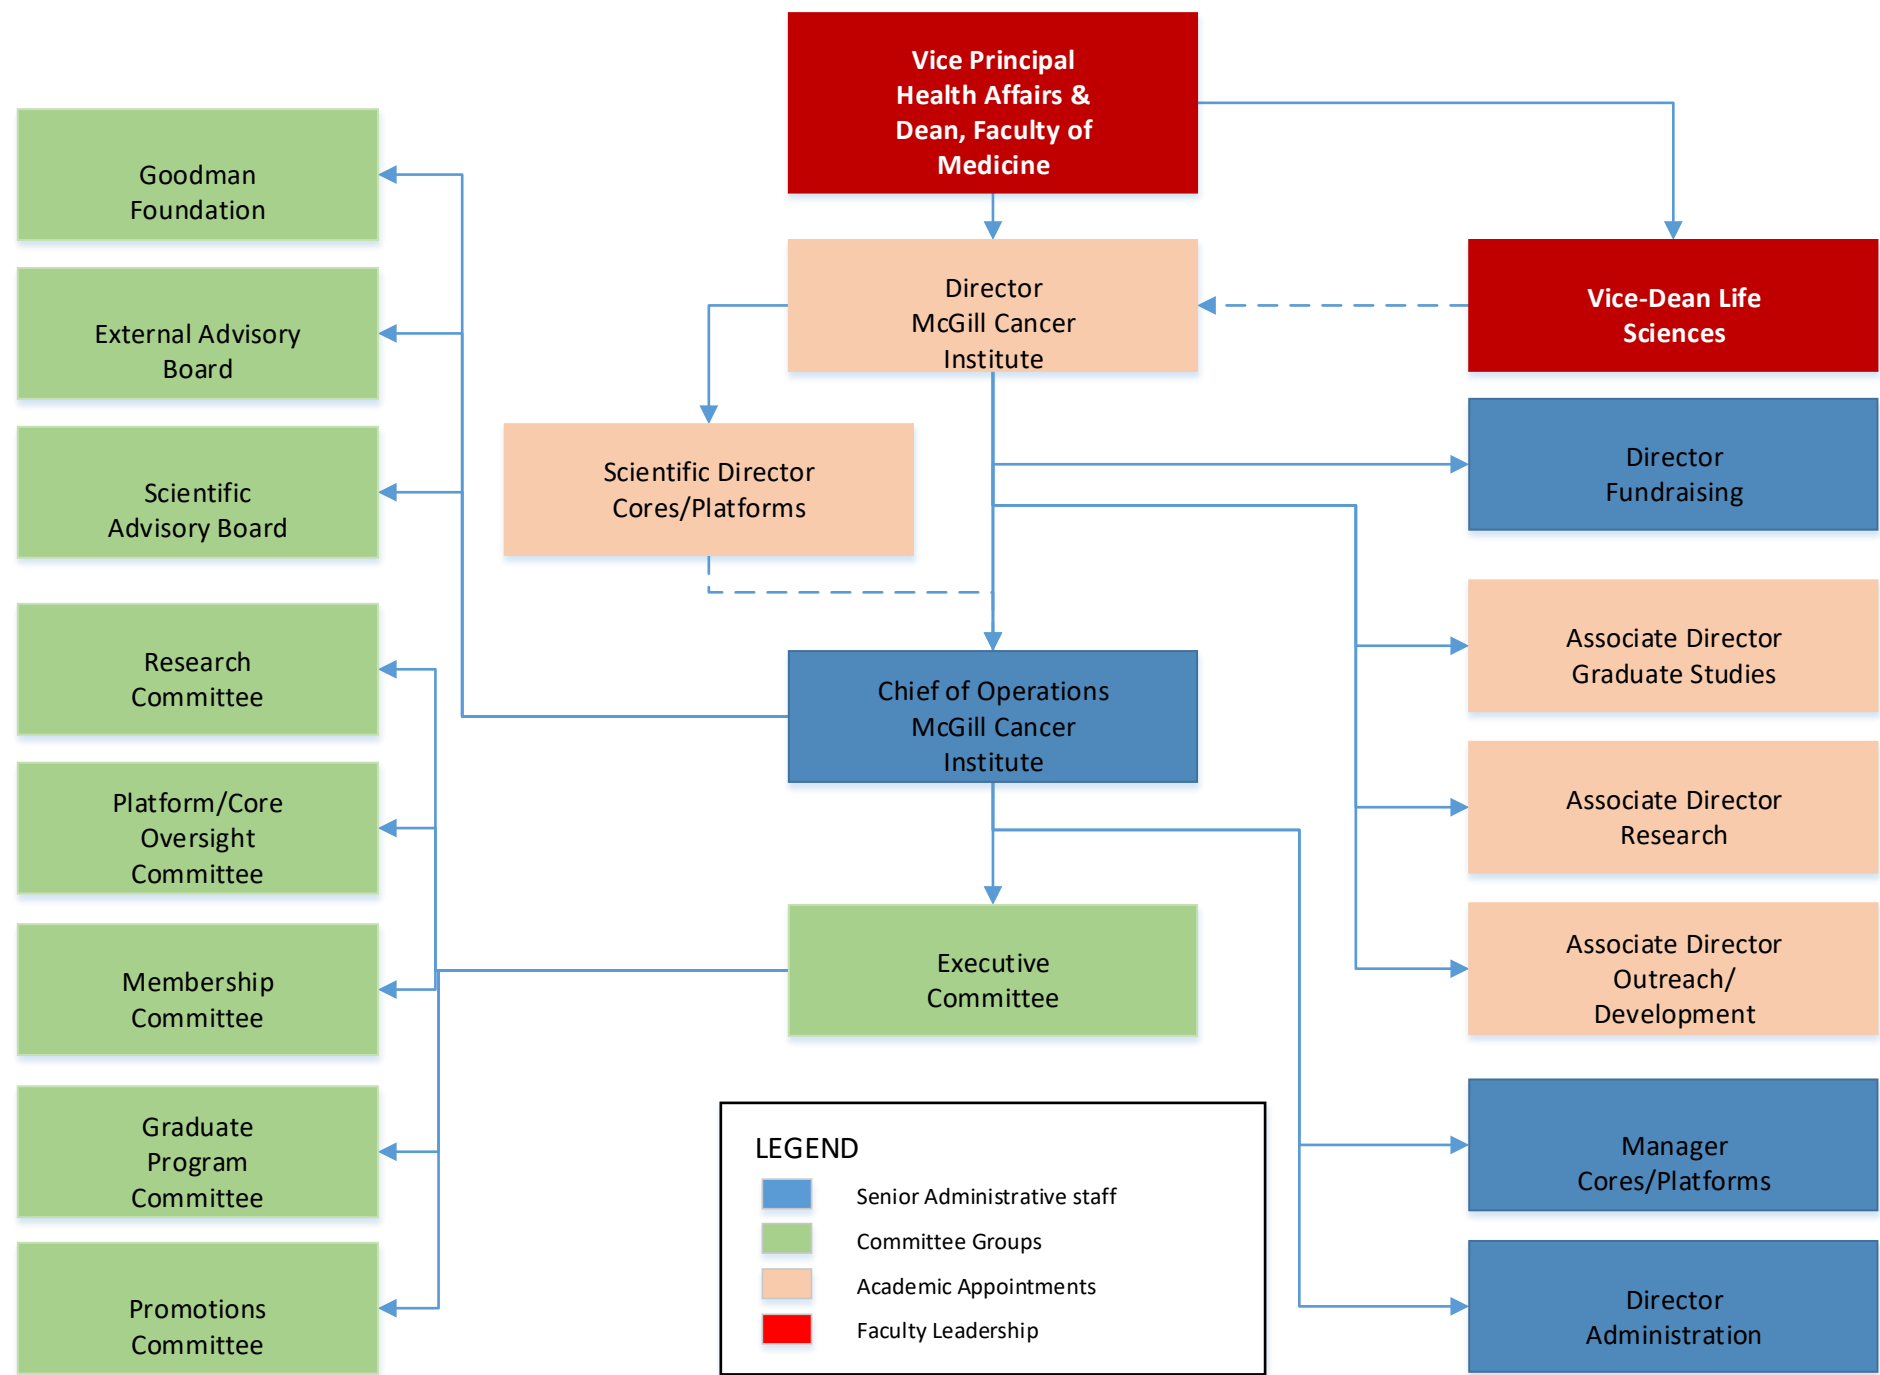 Vice Principal
Health Affairs &
Dean, Faculty of
Medicine
Goodman
Foundation
Director
McGill Cancer
Institute
Vice-Dean Life
Sciences
External Advisory
Board
Scientific Director
Cores/Platforms
Director
Fundraising
Scientific
Advisory Board
Associate Director
Graduate Studies
Research
Committee
Chief of Operations
McGill Cancer
Institute
Associate Director
Research
Platform/Core
Oversight
Committee
Executive
Committee
Associate Director
Outreach/
Development
Membership
Committee
Manager
Cores/Platforms
Graduate
Program
Committee
Director
Administration
Promotions
Committee
LEGEND
Senior Administrative staff
Committee Groups
Academic Appointments
Faculty Leadership